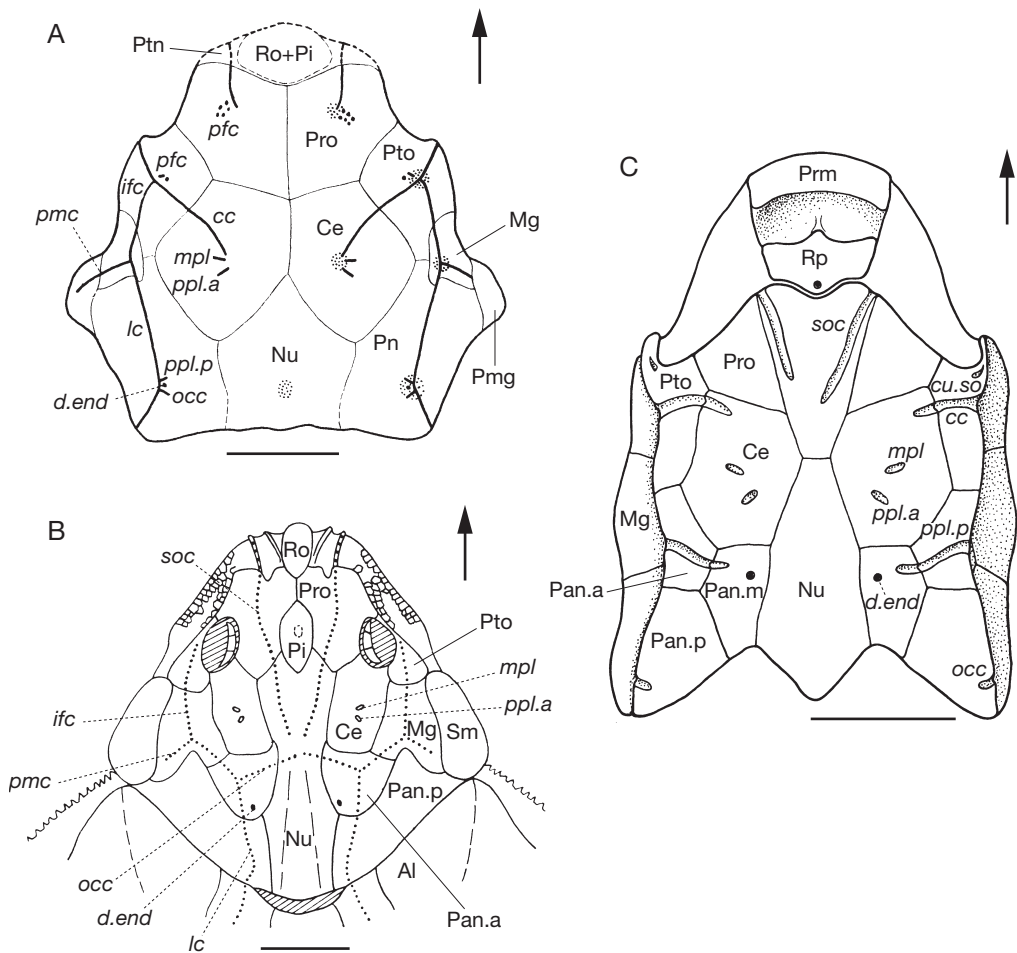 A
Ptn
Ro+Pi
pfc
Pro
pfc
Pto
ifc
cc
Ce
Mg
pmc
mpl
ppl.a
lc
Nu
Pn
ppl.p
Pmg
d.end
occ
B
soc
Ro
Pro
Pi
Pto
mpl
ppl.a
ifc
Ce
Mg
Sm
pmc
Pan.p
Nu
Al
occ
d.end
Pan.a
lc
C
Prm
Rp
soc
Pro
Pto
cu.so
cc
Ce
mpl
ppl.a
Mg
ppl.p
Pan.a
Pan.m
Nu
d.end
Pan.p
occ